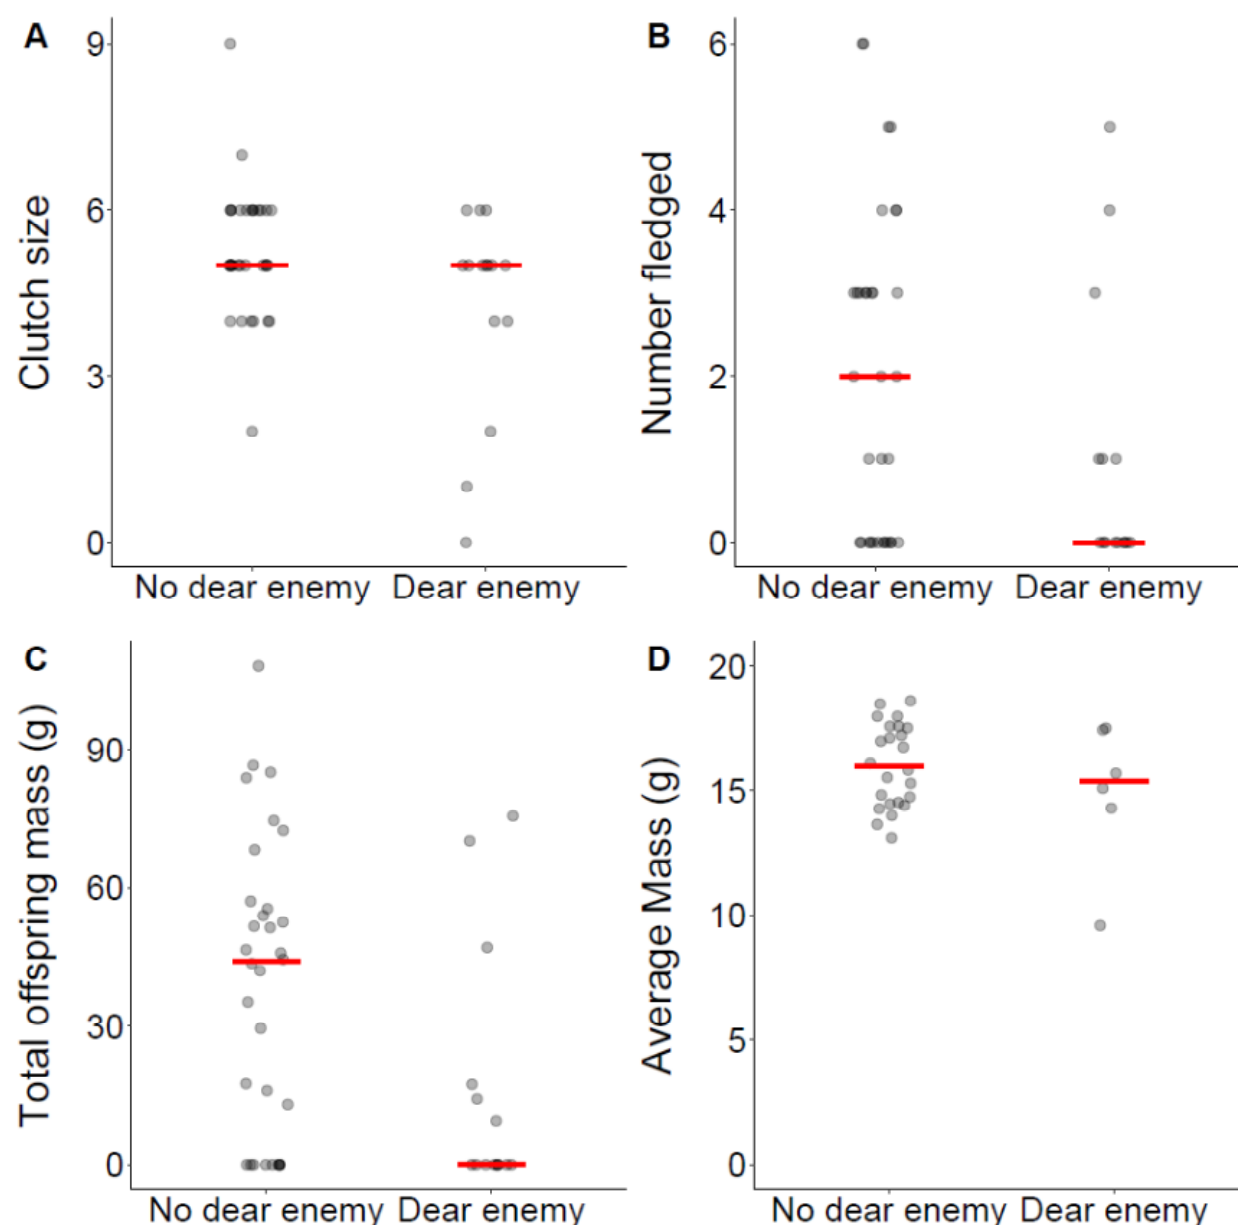 A
Clutch size
9
6
3
0
No dear enemy
Dear enemy
B
Number fledged
6
4
2
0
No dear enemy
Dear enemy
C
Total offspring mass (g)
90
60
30
0
No dear enemy
Dear enemy
D
Average Mass (g)
20
15
10
5
0
No dear enemy
Dear enemy